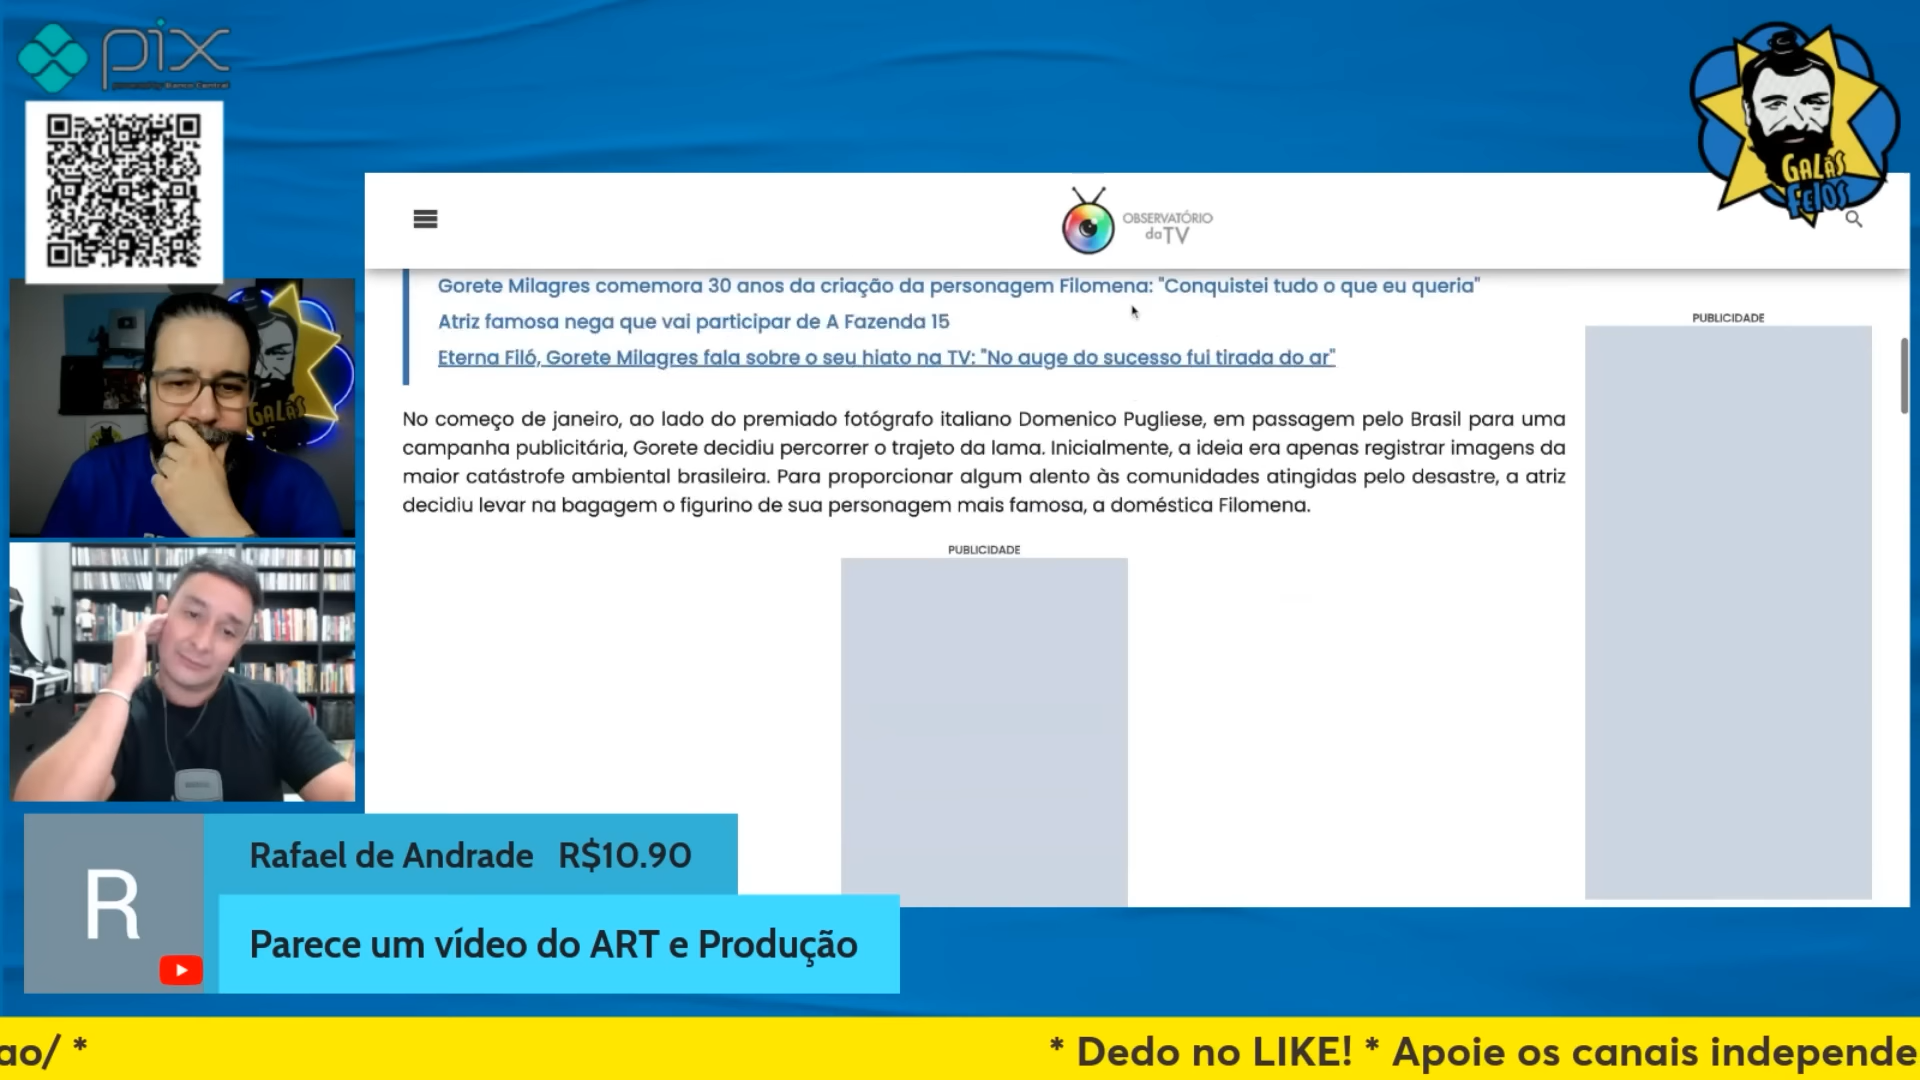 pix
powered by Banco Central
GALÃS
FEIOS
OBSERVATÓRIO
da TV
Gorete Milagres comemora 30 anos da criação da personagem Filomena: "Conquistei tudo o que eu queria"
Atriz famosa nega que vai participar de A Fazenda 15
Eterna Filó, Gorete Milagres fala sobre o seu hiato na TV: "No auge do sucesso fui tirada do ar"
PUBLICIDADE
No começo de janeiro, ao lado do premiado fotógrafo italiano Domenico Pugliese, em passagem pelo Brasil para uma
campanha publicitária, Gorete decidiu percorrer o trajeto da lama. Inicialmente, a ideia era apenas registrar imagens da
maior catástrofe ambiental brasileira. Para proporcionar algum alento às comunidades atingidas pelo desastre, a atriz
decidiu levar na bagagem o figurino de sua personagem mais famosa, a doméstica Filomena.
PUBLICIDADE
GALÃS
R
Rafael de Andrade R$10.90
Parece um vídeo do ART e Produção
ao/ * * Dedo no LIKE! * Apoie os canais independe